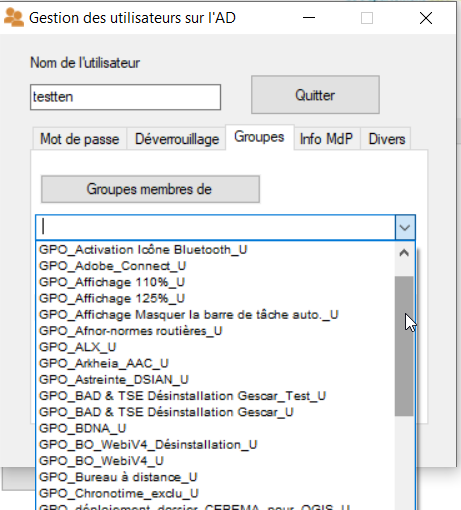 Gestion des utilisateurs sur l'AD
Nom de l'utilisateur
testten
Quitter
Mot de passe
Déverrouillage
Groupes
Info MdP
Divers
Groupes membres de
GPO_Activation Icône Bluetooth_U
GPO_Adobe_Connect_U
GPO_Affichage 110%_U
GPO_Affichage 125%_U
GPO_Affichage Masquer la barre de tâche auto._U
GPO_Afnor-normes routières_U
GPO_ALX_U
GPO_Arkheia_AAC_U
GPO_Astreinte_DSIAN_U
GPO_BAD & TSE Désinstallation Gescar_Test_U
GPO_BAD & TSE Désinstallation Gescar_U
GPO_BDNA_U
GPO_BO_WebiV4_Désinstallation_U
GPO_BO_WebiV4_U
GPO_Bureau à distance_U
GPO_Chronotime_exclu_U
GPO_déploiement_dossier_CEREMA_pour_QGIS_U